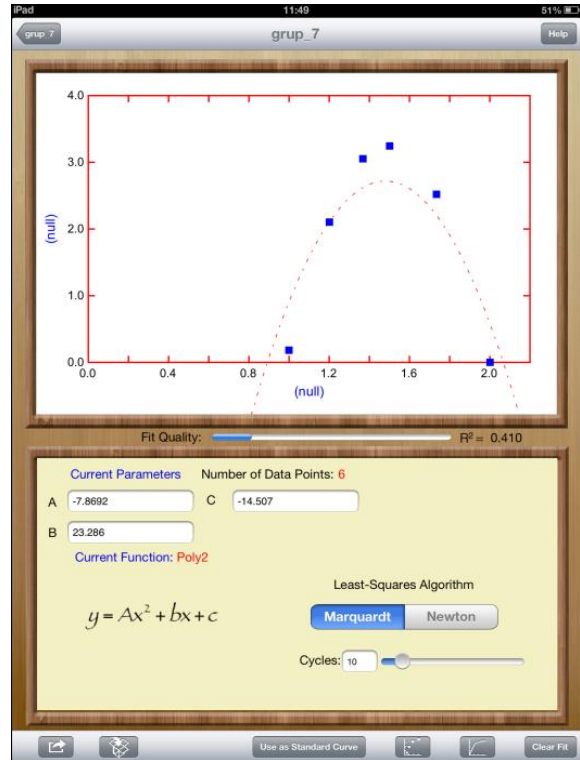 iPad 11:49 51%
grup 7 grup_7 Help
4.0
3.0
2.0
1.0
0.0
(null)
0.0 0.4 0.8 1.2 1.6 2.0
(null)
Fit Quality: R² = 0.410
Current Parameters Number of Data Points: 6
A -7.8692 C -14.507
B 23.286
Current Function: Poly2
y = Ax² + bx + c
Least-Squares Algorithm
Marquardt Newton
Cycles: 10
Use as Standard Curve Clear Fit